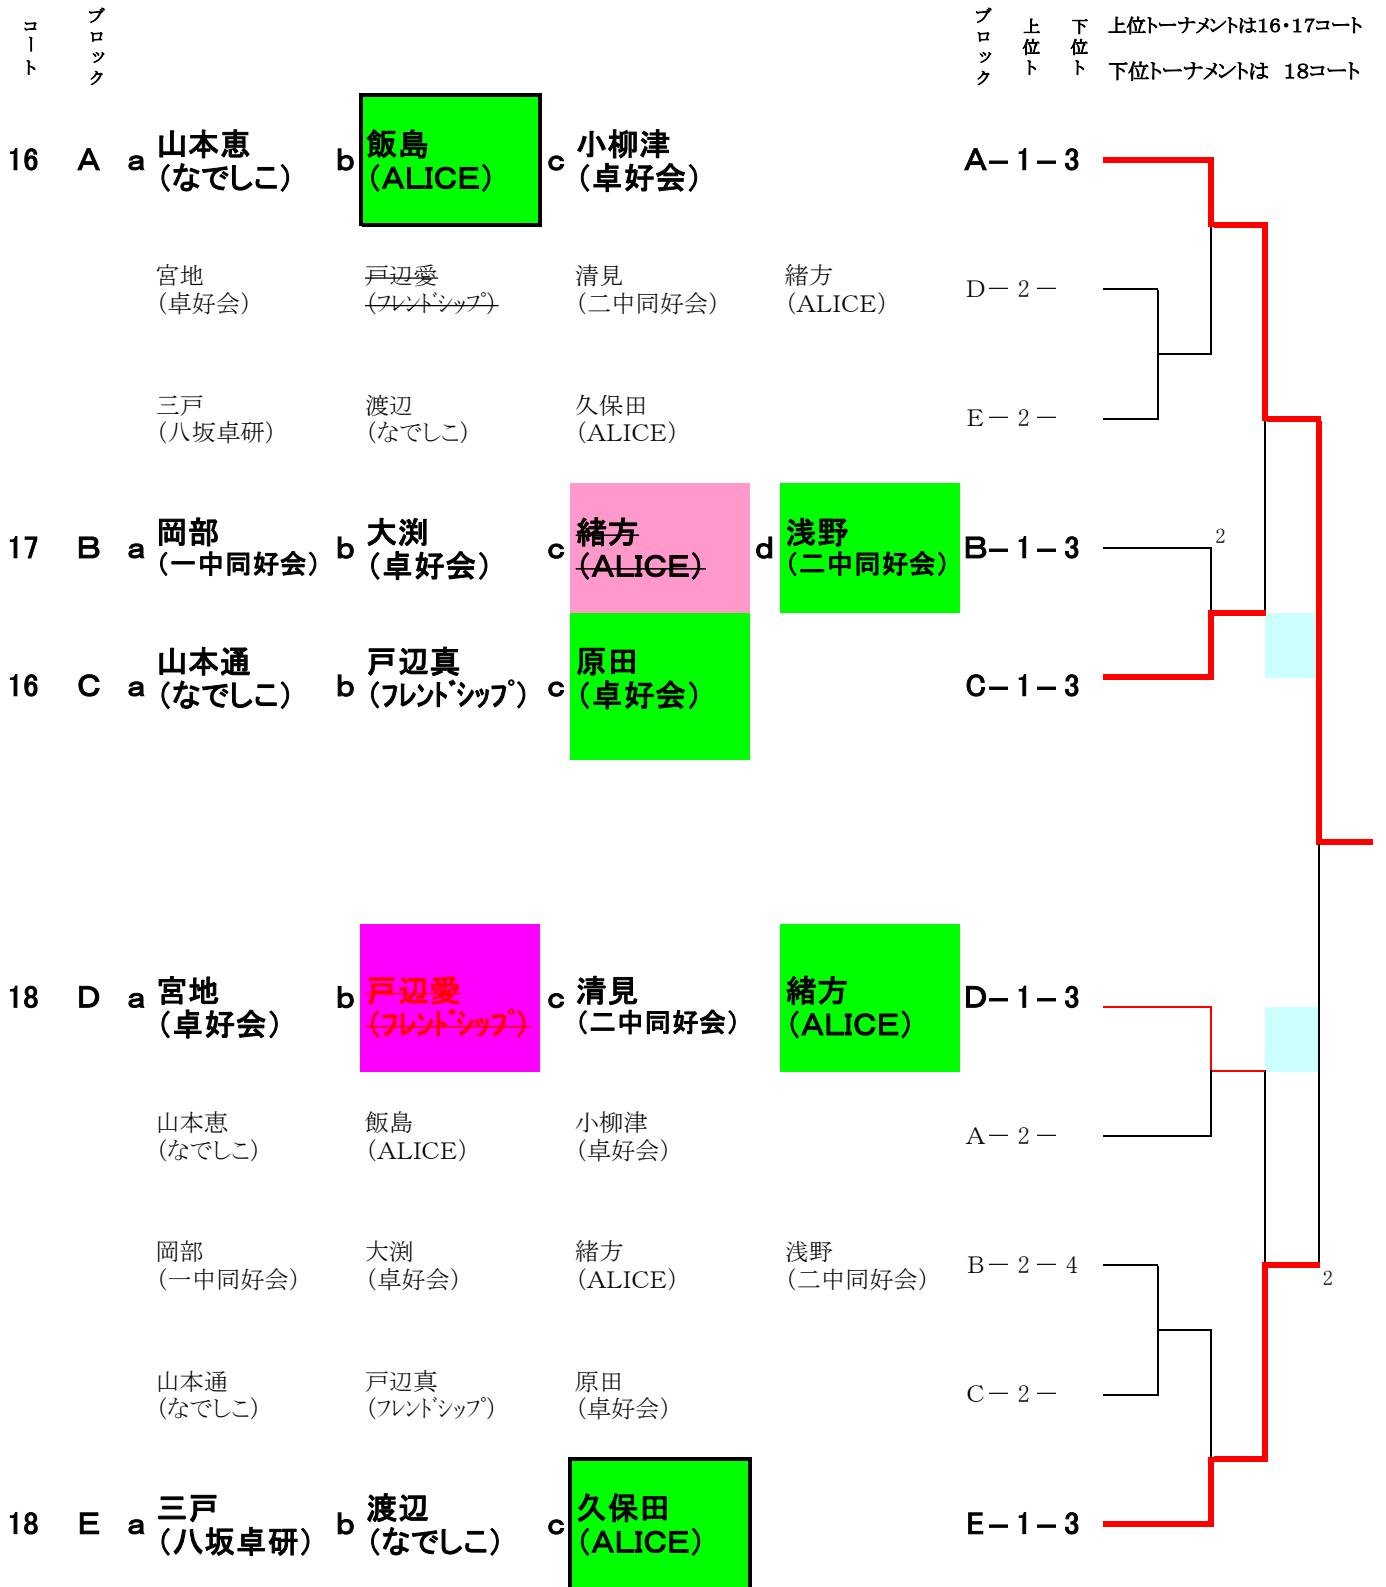 コート ブロック ブロック 上位ト 下位ト 上位トーナメントは16・17コート
下位トーナメントは 18コート
16 A a 山本恵 b 飯島 c 小柳津 A-1-3
(なでしこ) (ALICE) (卓好会)
宮地 戸辺愛 清見 緒方 D-2-
(卓好会) (フレンドシップ) (二中同好会) (ALICE)
三戸 渡辺 久保田 E-2-
(八坂卓研) (なでしこ) (ALICE)
17 B a 岡部 b 大渕 c 緒方 d 浅野 B-1-3 2
(一中同好会) (卓好会) (ALICE) (二中同好会)
16 C a 山本通 b 戸辺真 c 原田 C-1-3
(なでしこ) (フレンドシップ) (卓好会)
18 D a 宮地 b 戸辺愛 c 清見 緒方 D-1-3
(卓好会) (フレンドシップ) (二中同好会) (ALICE)
山本恵 飯島 小柳津 A-2-
(なでしこ) (ALICE) (卓好会)
岡部 大渕 緒方 浅野 B-2-4 2
(一中同好会) (卓好会) (ALICE) (二中同好会)
山本通 戸辺真 原田 C-2-
(なでしこ) (フレンドシップ) (卓好会)
18 E a 三戸 b 渡辺 c 久保田 E-1-3
(八坂卓研) (なでしこ) (ALICE)